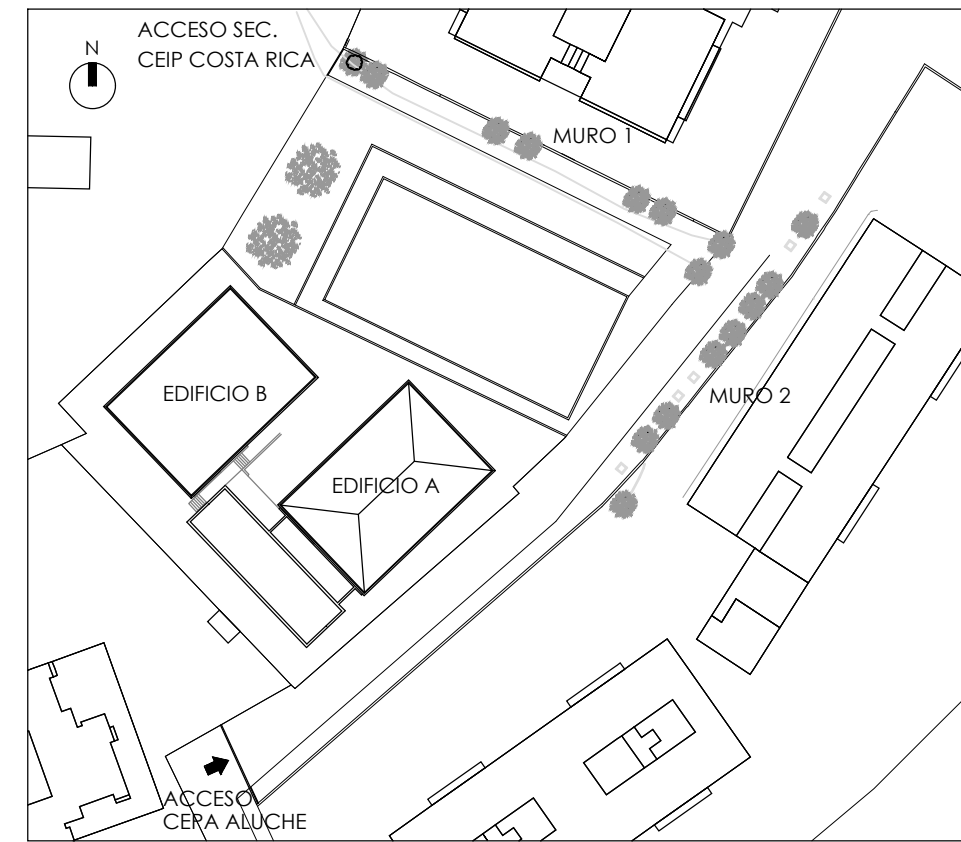 ACCESO SEC.
CEIP COSTA RICA
N
MURO 1
EDIFICIO B
MURO 2
EDIFICIO A
ACCESO
CEPA ALUCHE